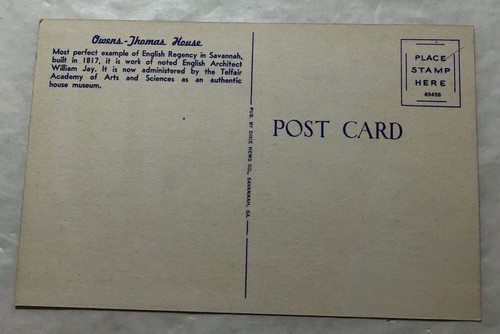 Owens-Thomas House
Most perfect example of English Regency in Savannah,
built in 1817, it is work of noted English Architect
William Jay. It is now administered by the Telfair
Academy of Arts and Sciences as an authentic
house museum.
PUB. BY DIXIE NEWS CO., SAVANNAH, GA.
POST CARD
PLACE
STAMP
HERE
69458